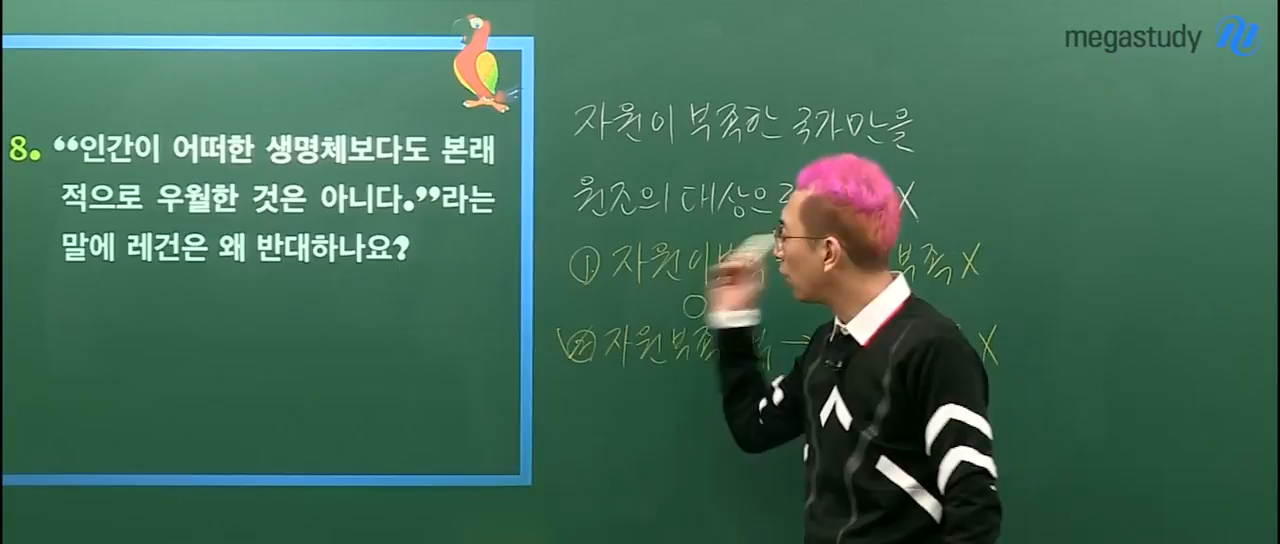 megastudy
8. “인간이 어떠한 생명체보다도 본래
적으로 우월한 것은 아니다.”라는
말에 레건은 왜 반대하나요?
자원이 부족한 국가만을
원조의 대상으로 X
① 자원이 부족 X
② 자원부족 → X